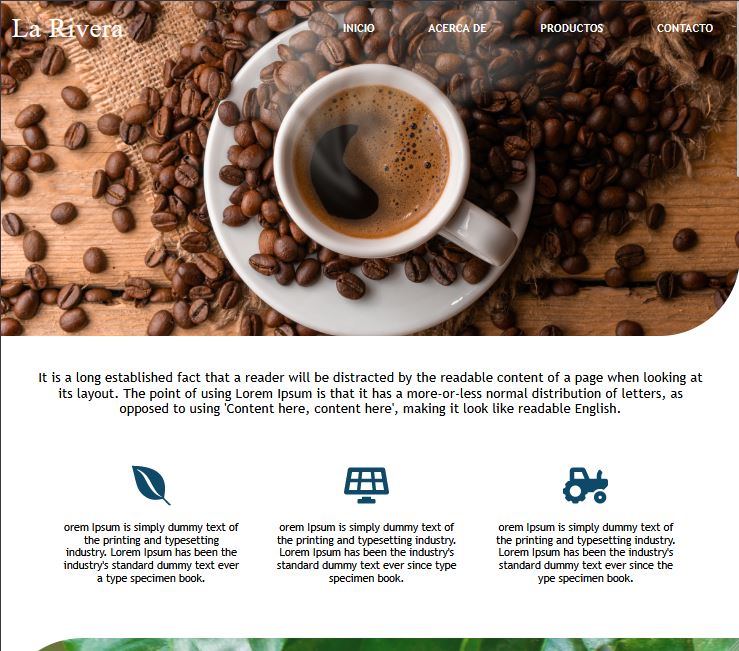 La Rivera
INICIO ACERCA DE PRODUCTOS CONTACTO
It is a long established fact that a reader will be distracted by the readable content of a page when looking at
its layout. The point of using Lorem Ipsum is that it has a more-or-less normal distribution of letters, as
opposed to using 'Content here, content here', making it look like readable English.
orem Ipsum is simply dummy text of
the printing and typesetting
industry. Lorem Ipsum has been the
industry's standard dummy text ever
a type specimen book.
orem Ipsum is simply dummy text of
the printing and typesetting industry.
Lorem Ipsum has been the industry's
standard dummy text ever since type
specimen book.
orem Ipsum is simply dummy text of
the printing and typesetting industry.
Lorem Ipsum has been the industry's
standard dummy text ever since the
ype specimen book.